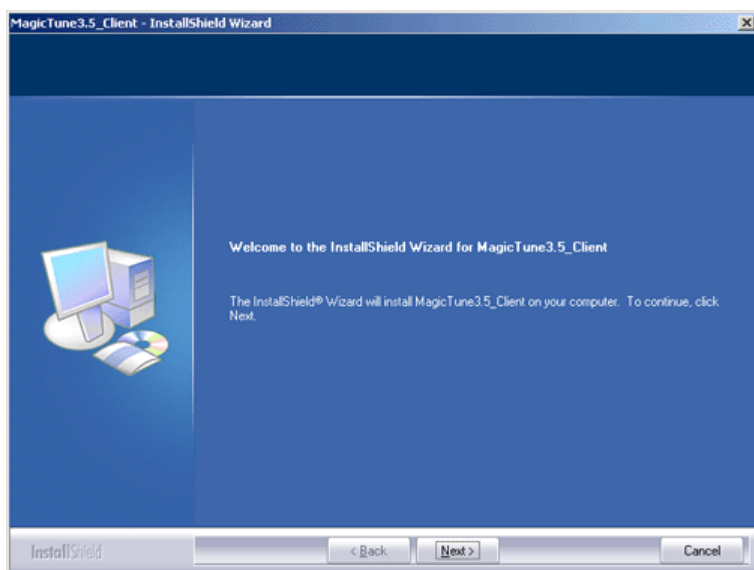 MagicTune3.5_Client - InstallShield Wizard
Welcome to the InstallShield Wizard for MagicTune3.5_Client
The InstallShield® Wizard will install MagicTune3.5_Client on your computer. To continue, click
Next.
InstallShield
< Back
Next >
Cancel